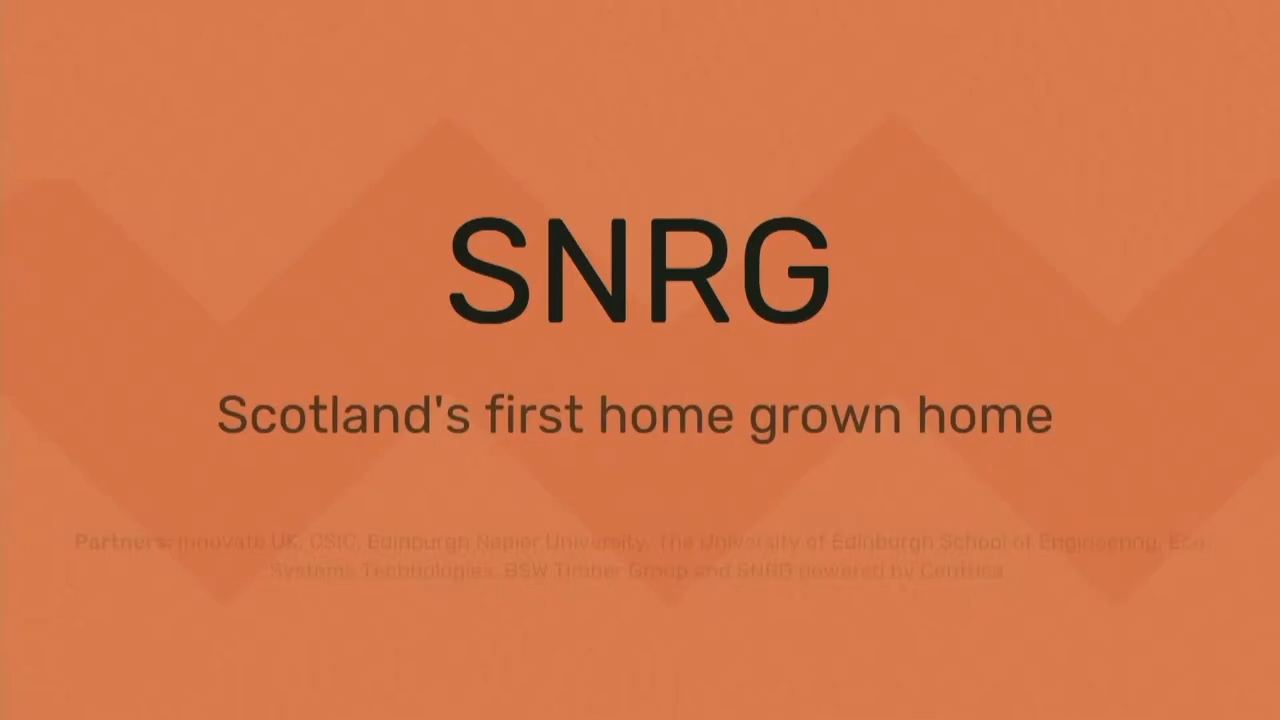 SNRG
Scotland's first home grown home
Partners: Innovate UK, CSIC, Edinburgh Napier University, The University of Edinburgh School of Engineering, Eco
Systems Technologies, BSW Timber Group and SNRG powered by Centrica